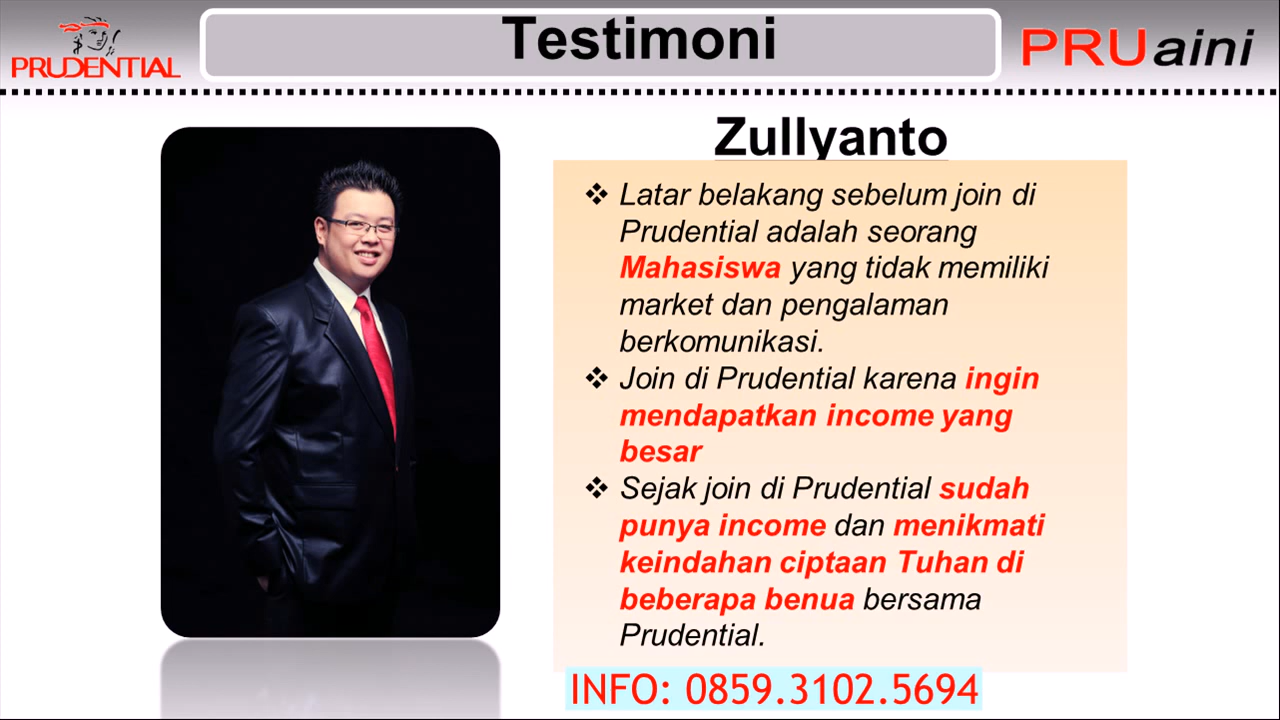 PRUDENTIAL
Testimoni
PRUaini
Zullyanto
❖ Latar belakang sebelum join di
Prudential adalah seorang
Mahasiswa yang tidak memiliki
market dan pengalaman
berkomunikasi.
❖ Join di Prudential karena ingin
mendapatkan income yang
besar
❖ Sejak join di Prudential sudah
punya income dan menikmati
keindahan ciptaan Tuhan di
beberapa benua bersama
Prudential.
INFO: 0859.3102.5694